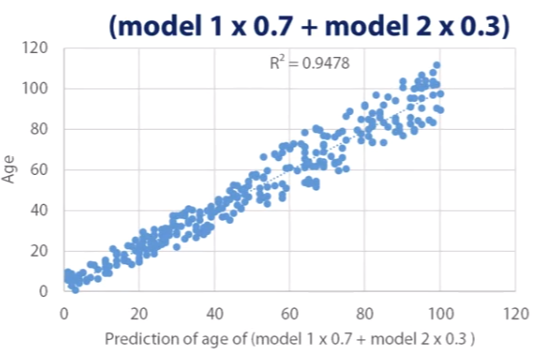 (model 1 x 0.7 + model 2 x 0.3)
R² = 0.9478
120
100
80
60
40
20
0
Age
0 20 40 60 80 100 120
Prediction of age of (model 1 x 0.7 + model 2 x 0.3 )